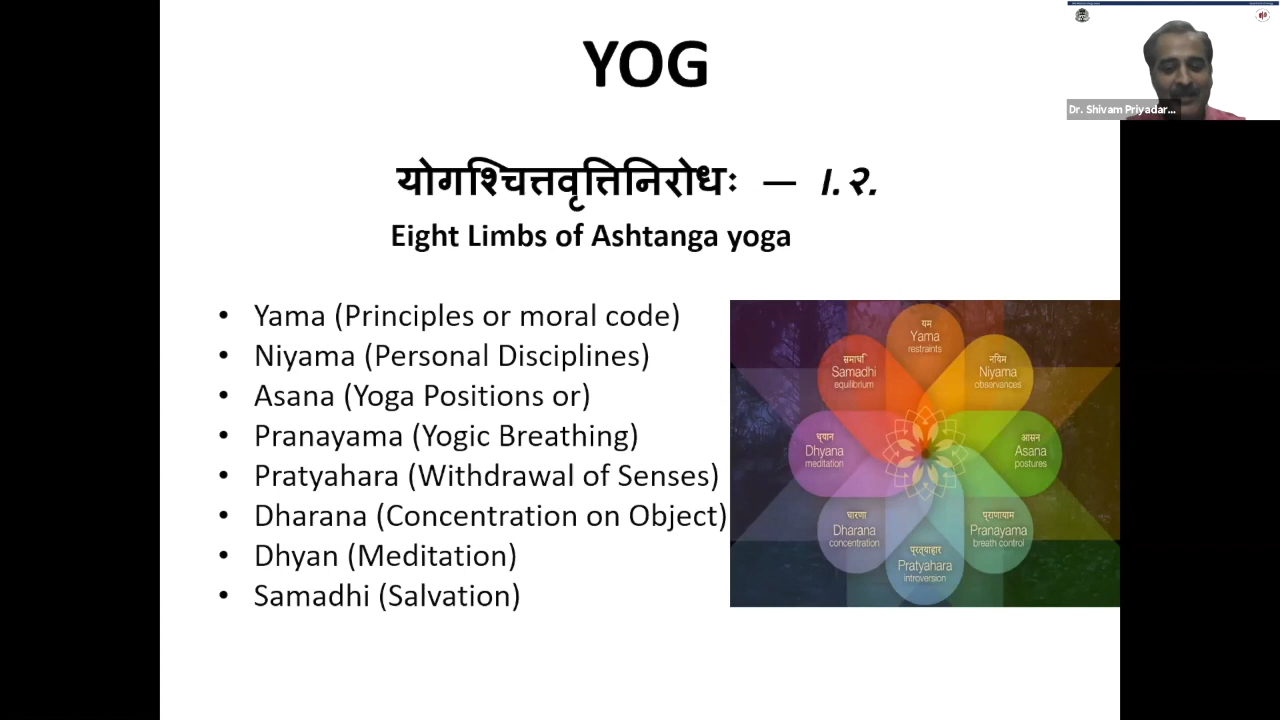 YOG
योगश्चित्तवृत्तिनिरोधः — ।.२.
Eight Limbs of Ashtanga yoga
• Yama (Principles or moral code)
• Niyama (Personal Disciplines)
• Asana (Yoga Positions or)
• Pranayama (Yogic Breathing)
• Pratyahara (Withdrawal of Senses)
• Dharana (Concentration on Object)
• Dhyan (Meditation)
• Samadhi (Salvation)
यम
Yama
restraints
नियम
Niyama
observances
आसन
Asana
postures
प्राणायाम
Pranayama
breath control
प्रत्याहार
Pratyahara
introversion
धारणा
Dharana
concentration
ध्यान
Dhyana
meditation
Samadhi
equilibrium
Dr. Shivam Priyadar...